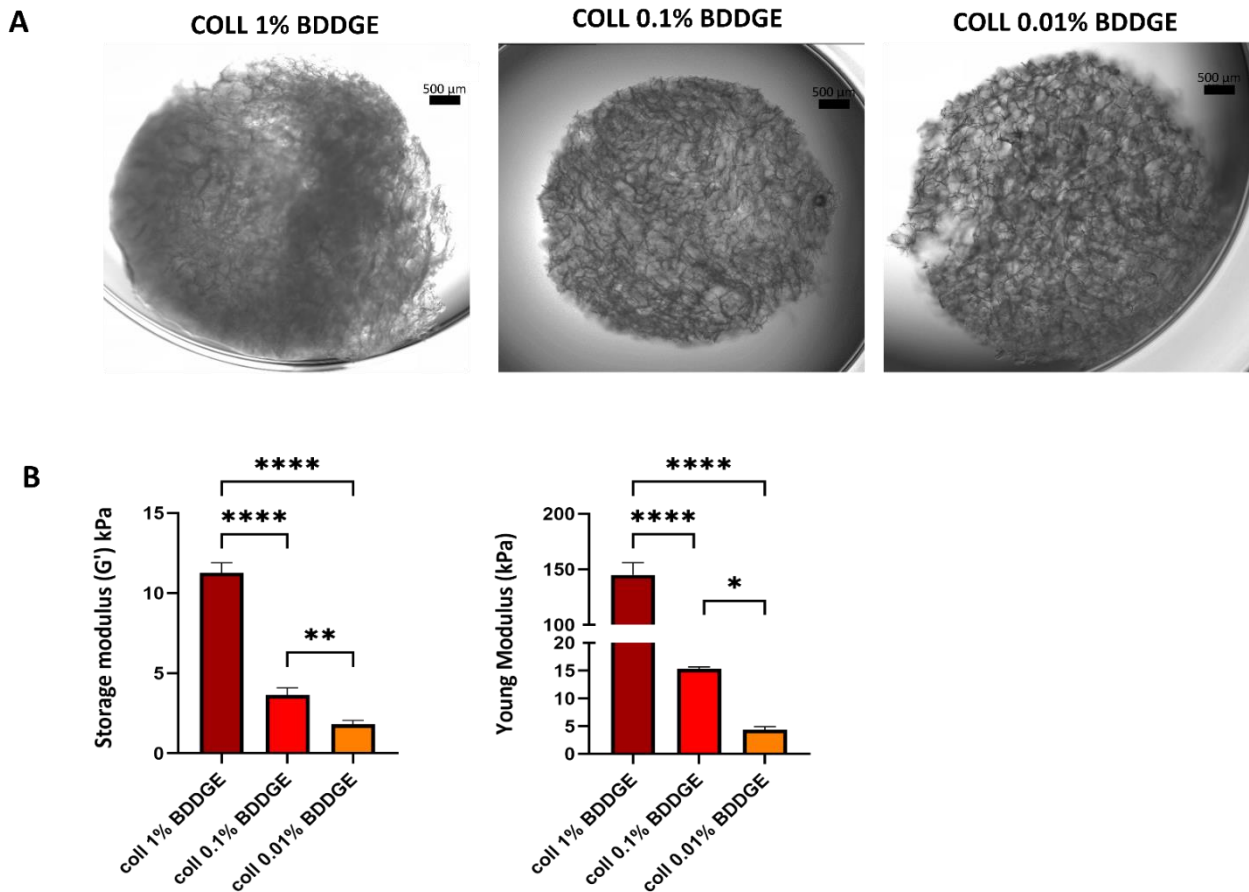 A
COLL 1% BDDGE
COLL 0.1% BDDGE
COLL 0.01% BDDGE
500 µm
500 µm
500 µm
B
****
****
**
Storage modulus (G') kPa
15
10
5
0
coll 1% BDDGE
coll 0.1% BDDGE
coll 0.01% BDDGE
****
****
*
Young Modulus (kPa)
200
150
100
20
15
10
5
0
coll 1% BDDGE
coll 0.1% BDDGE
coll 0.01% BDDGE